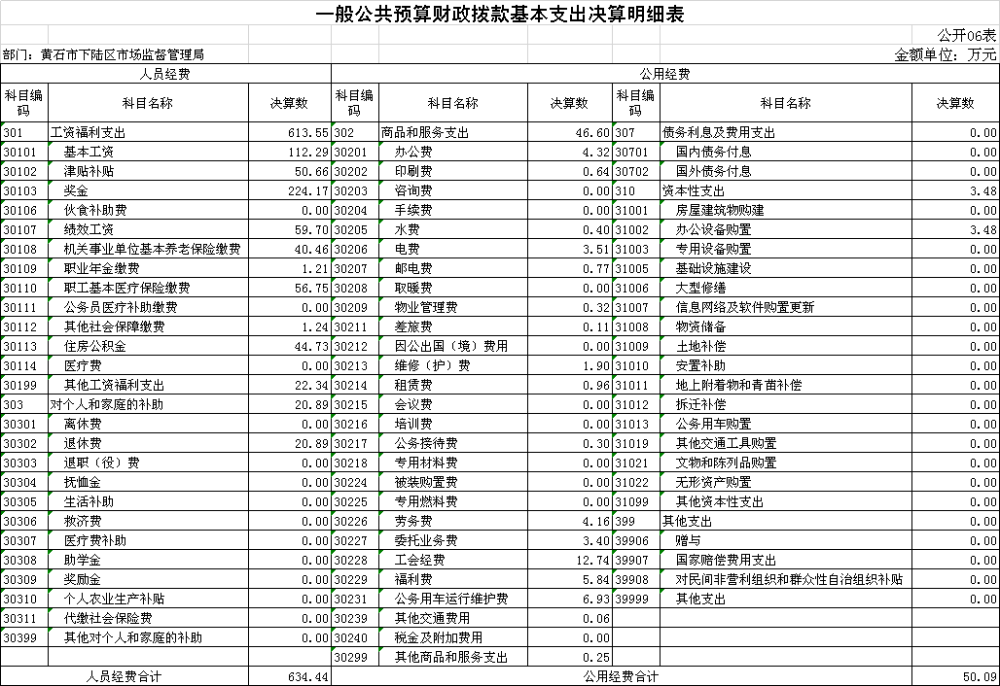 一般公共预算财政拨款基本支出决算明细表
公开06表
部门：黄石市下陆区市场监督管理局 金额单位：万元
人员经费 公用经费
科目编码 科目名称 决算数 科目编码 科目名称 决算数 科目编码 科目名称 决算数
301 工资福利支出 613.55 302 商品和服务支出 46.60 307 债务利息及费用支出 0.00
30101 基本工资 112.29 30201 办公费 4.32 30701 国内债务付息 0.00
30102 津贴补贴 50.66 30202 印刷费 0.64 30702 国外债务付息 0.00
30103 奖金 224.17 30203 咨询费 0.00 310 资本性支出 3.48
30106 伙食补助费 0.00 30204 手续费 0.00 31001 房屋建筑物购建 0.00
30107 绩效工资 59.70 30205 水费 0.40 31002 办公设备购置 3.48
30108 机关事业单位基本养老保险缴费 40.46 30206 电费 3.51 31003 专用设备购置 0.00
30109 职业年金缴费 1.21 30207 邮电费 0.77 31005 基础设施建设 0.00
30110 职工基本医疗保险缴费 56.75 30208 取暖费 0.00 31006 大型修缮 0.00
30111 公务员医疗补助缴费 0.00 30209 物业管理费 0.32 31007 信息网络及软件购置更新 0.00
30112 其他社会保障缴费 1.24 30211 差旅费 0.11 31008 物资储备 0.00
30113 住房公积金 44.73 30212 因公出国（境）费用 0.00 31009 土地补偿 0.00
30114 医疗费 0.00 30213 维修（护）费 1.90 31010 安置补助 0.00
30199 其他工资福利支出 22.34 30214 租赁费 0.96 31011 地上附着物和青苗补偿 0.00
303 对个人和家庭的补助 20.89 30215 会议费 0.00 31012 拆迁补偿 0.00
30301 离休费 0.00 30216 培训费 0.00 31013 公务用车购置 0.00
30302 退休费 20.89 30217 公务接待费 0.30 31019 其他交通工具购置 0.00
30303 退职（役）费 0.00 30218 专用材料费 0.00 31021 文物和陈列品购置 0.00
30304 抚恤金 0.00 30224 被装购置费 0.00 31022 无形资产购置 0.00
30305 生活补助 0.00 30225 专用燃料费 0.00 31099 其他资本性支出 0.00
30306 救济费 0.00 30226 劳务费 4.16 399 其他支出 0.00
30307 医疗费补助 0.00 30227 委托业务费 3.40 39906 赠与 0.00
30308 助学金 0.00 30228 工会经费 12.74 39907 国家赔偿费用支出 0.00
30309 奖励金 0.00 30229 福利费 5.84 39908 对民间非营利组织和群众性自治组织补贴 0.00
30310 个人农业生产补贴 0.00 30231 公务用车运行维护费 6.93 39999 其他支出 0.00
30311 代缴社会保险费 0.00 30239 其他交通费用 0.06
30399 其他对个人和家庭的补助 0.00 30240 税金及附加费用 0.00
30299 其他商品和服务支出 0.25
人员经费合计 634.44 公用经费合计 50.09